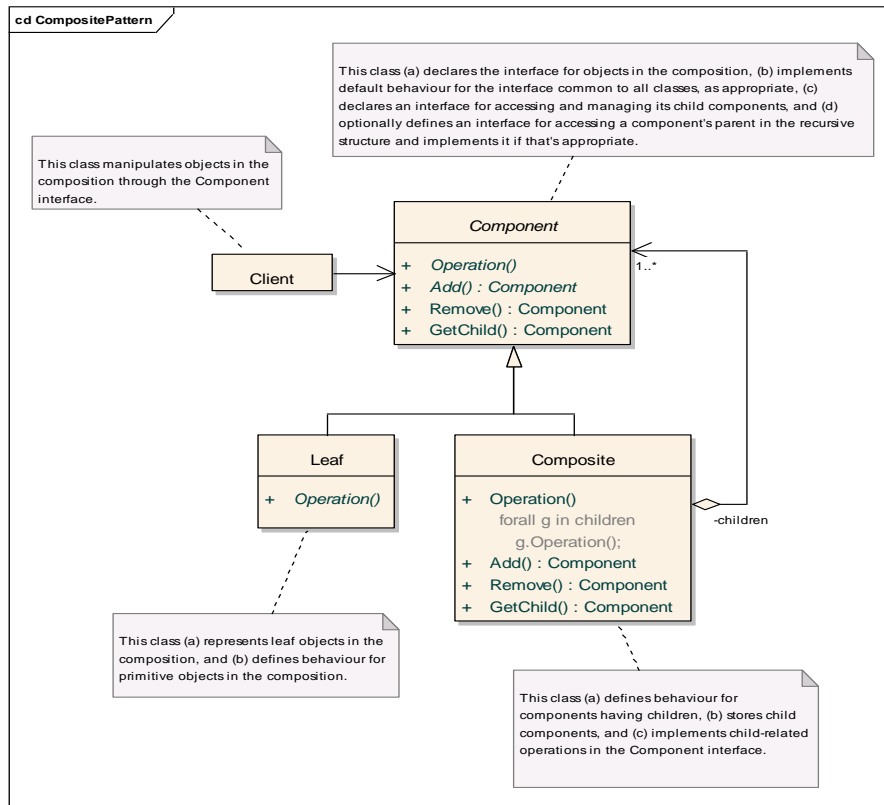 cd CompositePattern
This class (a) declares the interface for objects in the composition, (b) implements
default behaviour for the interface common to all classes, as appropriate, (c)
declares an interface for accessing and managing its child components, and (d)
optionally defines an interface for accessing a component's parent in the recursive
structure and implements it if that's appropriate.
This class manipulates objects in the
composition through the Component
interface.
Component
+ Operation()
+ Add() : Component
+ Remove() : Component
+ GetChild() : Component
1..*
Client
Leaf
+ Operation()
Composite
+ Operation()
forall g in children
g.Operation();
+ Add() : Component
+ Remove() : Component
+ GetChild() : Component
-children
This class (a) represents leaf objects in the
composition, and (b) defines behaviour for
primitive objects in the composition.
This class (a) defines behaviour for
components having children, (b) stores child
components, and (c) implements child-related
operations in the Component interface.